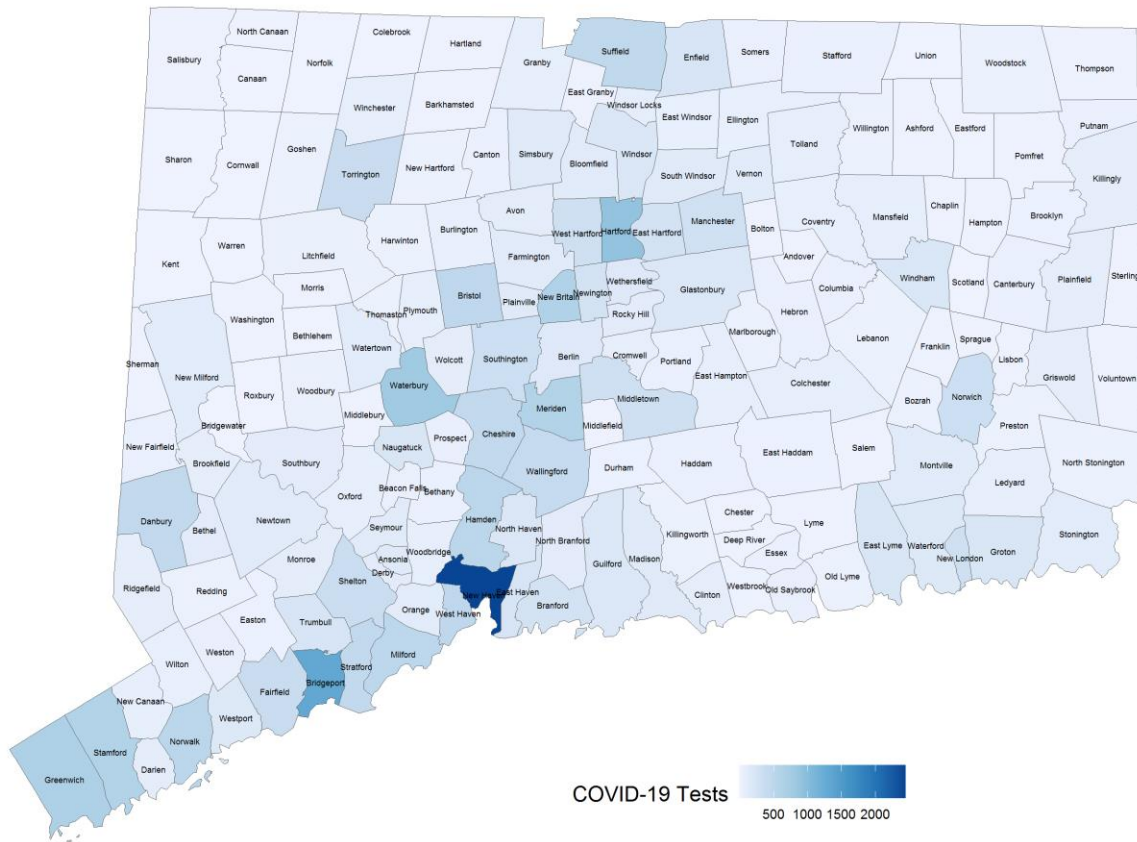 North Canaan
Colebrook
Hartland
Salisbury
Canaan
Norfolk
Granby
Suffield
Enfield
Somers
Stafford
Union
Woodstock
Thompson
East Granby
Windsor Locks
Winchester
Barkhamsted
East Windsor
Ellington
Willington
Ashford
Eastford
Putnam
Sharon
Cornwall
Goshen
Torrington
New Hartford
Canton
Simsbury
Bloomfield
Windsor
South Windsor
Vernon
Tolland
Pomfret
Killingly
Avon
West Hartford
Hartford
East Hartford
Manchester
Bolton
Coventry
Mansfield
Chaplin
Hampton
Brooklyn
Kent
Warren
Litchfield
Harwinton
Burlington
Farmington
Andover
Morris
Bristol
Plainville
New Britain
Newington
Wethersfield
Glastonbury
Columbia
Windham
Scotland
Canterbury
Plainfield
Sterling
Washington
Bethlehem
Thomaston
Plymouth
Rocky Hill
Hebron
Marlborough
Lebanon
Franklin
Sprague
Lisbon
Sherman
New Milford
Roxbury
Woodbury
Watertown
Wolcott
Southington
Berlin
Cromwell
Portland
East Hampton
Colchester
Griswold
Voluntown
Waterbury
Middlebury
Meriden
Middletown
Middlefield
Bozrah
Norwich
Preston
Bridgewater
New Fairfield
Brookfield
Southbury
Naugatuck
Prospect
Cheshire
Wallingford
Durham
Haddam
East Haddam
Salem
Montville
North Stonington
Ledyard
Danbury
Bethel
Newtown
Oxford
Beacon Falls
Bethany
Seymour
Hamden
North Haven
North Branford
Guilford
Madison
Killingworth
Chester
Deep River
Essex
Lyme
East Lyme
Waterford
New London
Groton
Stonington
Ridgefield
Redding
Monroe
Shelton
Ansonia
Derby
Woodbridge
New Haven
East Haven
Branford
Clinton
Westbrook
Old Saybrook
Old Lyme
Orange
West Haven
Easton
Trumbull
Wilton
Weston
Milford
Stratford
Bridgeport
Fairfield
New Canaan
Westport
Norwalk
Stamford
Darien
Greenwich
COVID-19 Tests
500 1000 1500 2000